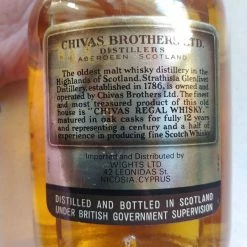 CHIVAS BROTHERS LTD.
DISTILLERS
ABERDEEN SCOTLAND
The oldest malt whisky distillery in the
Highlands of Scotland, Strathisla Glenlivet
Distillery, established in 1786, is owned and
operated by Chivas Brothers Ltd. The finest
and most treasured product of this old
house is "CHIVAS REGAL WHISKY",
matured in oak casks for fully 12 years
and representing a century and a half of
experience in producing fine Scotch Whisky
Imported and Distributed by
WIGHTS LTD.
42 LEONIDAS St.
NICOSIA-CYPRUS
DISTILLED AND BOTTLED IN SCOTLAND
UNDER BRITISH GOVERNMENT SUPERVISION